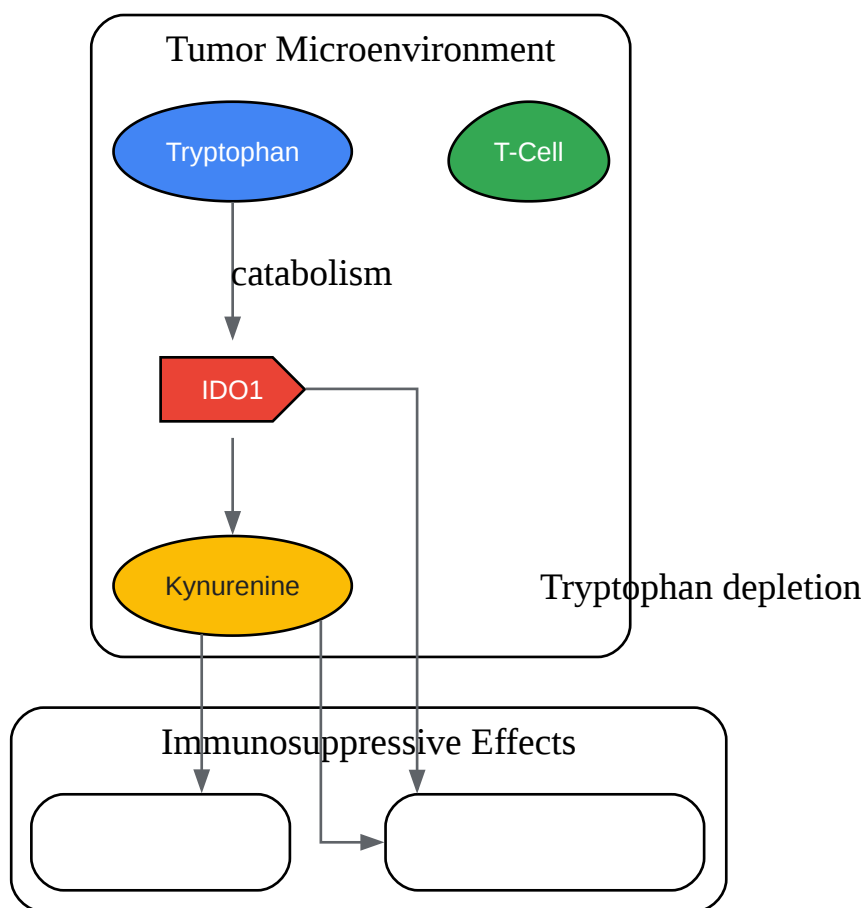 Tumor Microenvironment
Tryptophan
T-Cell
catabolism
IDO1
Kynurenine
Tryptophan depletion
Immunosuppressive Effects